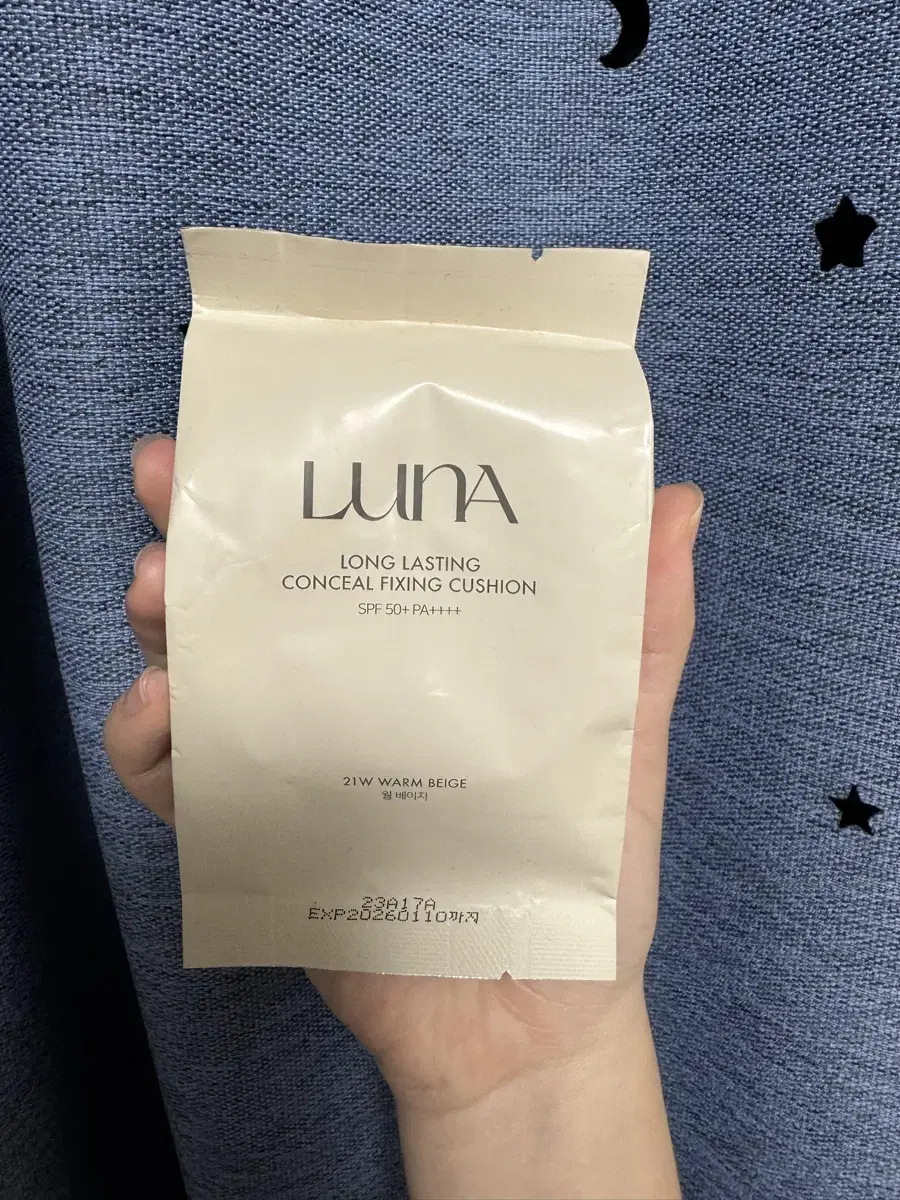 LUNA
LONG LASTING
CONCEAL FIXING CUSHION
SPF 50+ PA++++
21W WARM BEIGE
웜 베이지
23A17A
EXP20260110까지